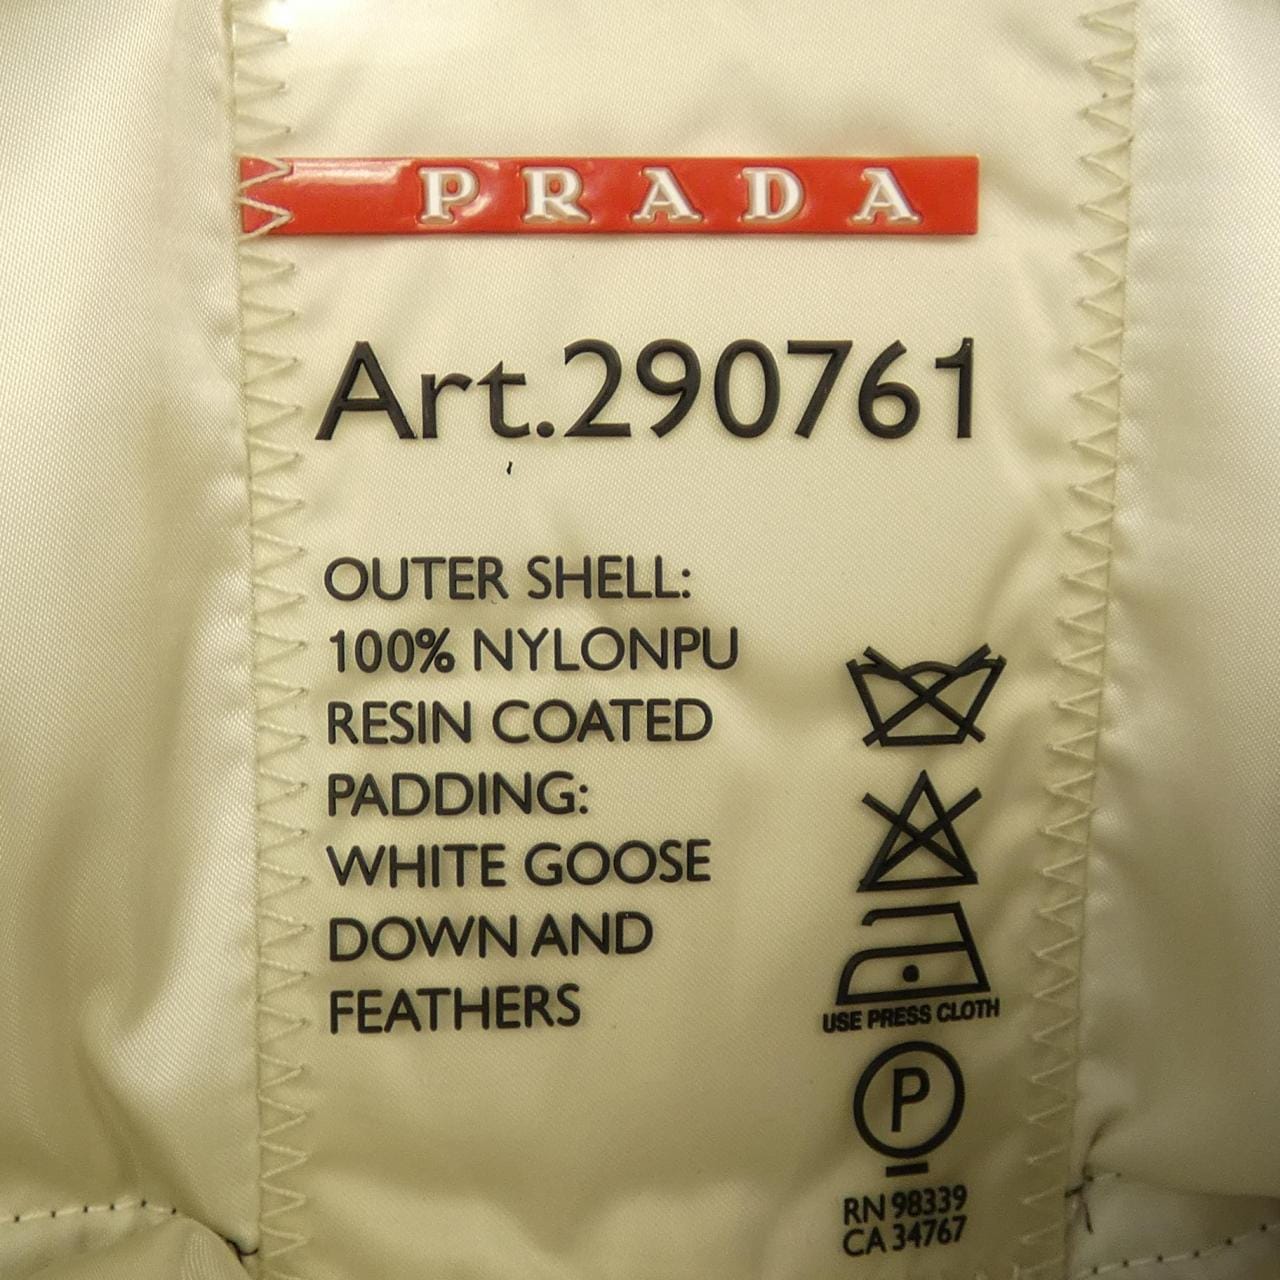 PRADA
Art.290761
OUTER SHELL:
100% NYLONPU
RESIN COATED
PADDING:
WHITE GOOSE
DOWN AND
FEATHERS
USE PRESS CLOTH
P
RN 98339
CA 34767